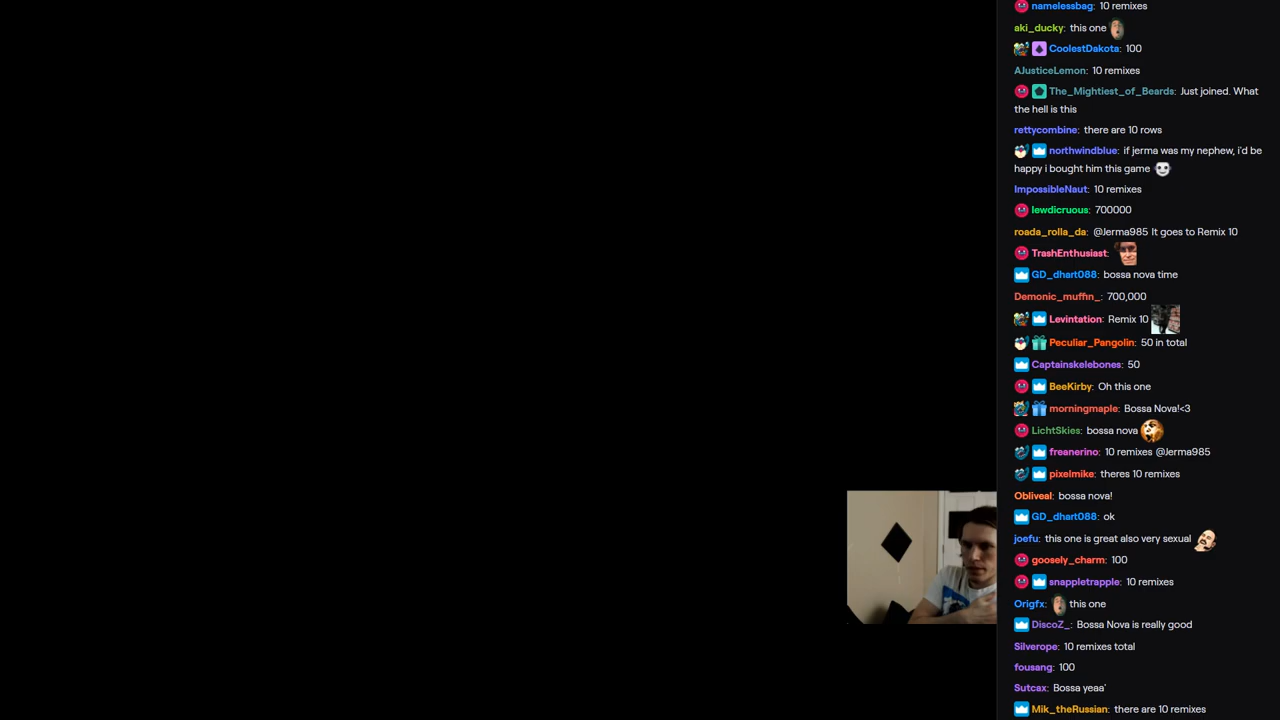 namelessbag: 10 remixes
aki_ducky: this one
CoolestDakota: 100
AJusticeLemon: 10 remixes
The_Mightiest_of_Beards: Just joined. What
the hell is this
rettycombine: there are 10 rows
northwindblue: if jerma was my nephew, i'd be
happy i bought him this game
ImpossibleNaut: 10 remixes
lewdicruous: 700000
roada_rolla_da: @Jerma985 It goes to Remix 10
TrashEnthusiast:
GD_dhart088: bossa nova time
Demonic_muffin_: 700,000
Levintation: Remix 10
Peculiar_Pangolin: 50 in total
Captainskelebones: 50
BeeKirby: Oh this one
morningmaple: Bossa Nova!<3
LichtSkies: bossa nova
freanerino: 10 remixes @Jerma985
pixelmike: theres 10 remixes
Obliveal: bossa nova!
GD_dhart088: ok
joefu: this one is great also very sexual
goosely_charm: 100
snappletrapple: 10 remixes
Origfx: this one
DiscoZ_: Bossa Nova is really good
Silverope: 10 remixes total
fousang: 100
Sutcax: Bossa yeaa'
Mik_theRussian: there are 10 remixes